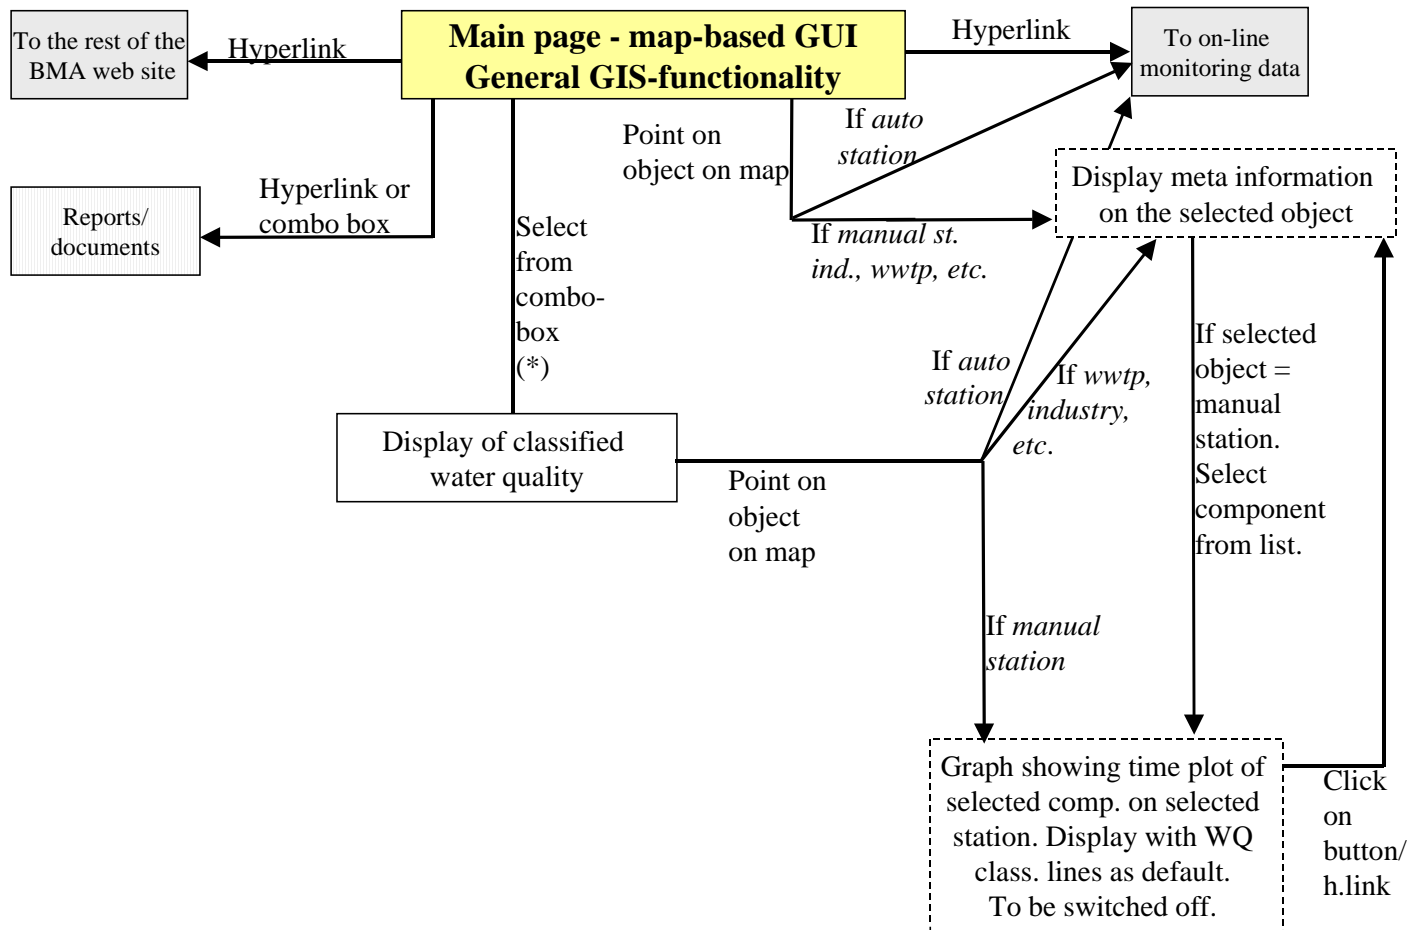 To the rest of the
BMA web site
Hyperlink
Main page - map-based GUI
General GIS-functionality
Hyperlink
To on-line
monitoring data
Point on
object on map
If auto
station
Display meta information
on the selected object
Reports/
documents
Hyperlink or
combo box
Select
from
combo-
box
(*)
If manual st.
ind., wwtp, etc.
If auto
station
If wwtp,
industry,
etc.
If selected
object =
manual
station.
Select
component
from list.
Display of classified
water quality
Point on
object
on map
If manual
station
Graph showing time plot of
selected comp. on selected
station. Display with WQ
class. lines as default.
To be switched off.
Click
on
button/
h.link